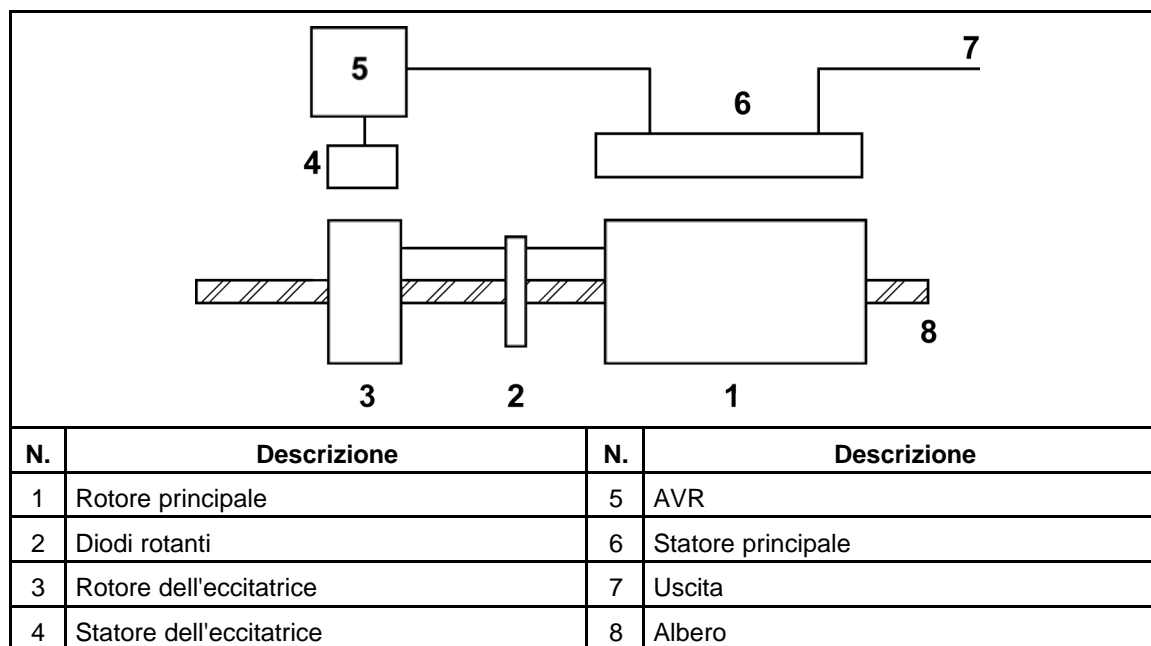 5
7
6
4
8
3 2 1
N. Descrizione N. Descrizione
1 Rotore principale 5 AVR
2 Diodi rotanti 6 Statore principale
3 Rotore dell'eccitatrice 7 Uscita
4 Statore dell'eccitatrice 8 Albero